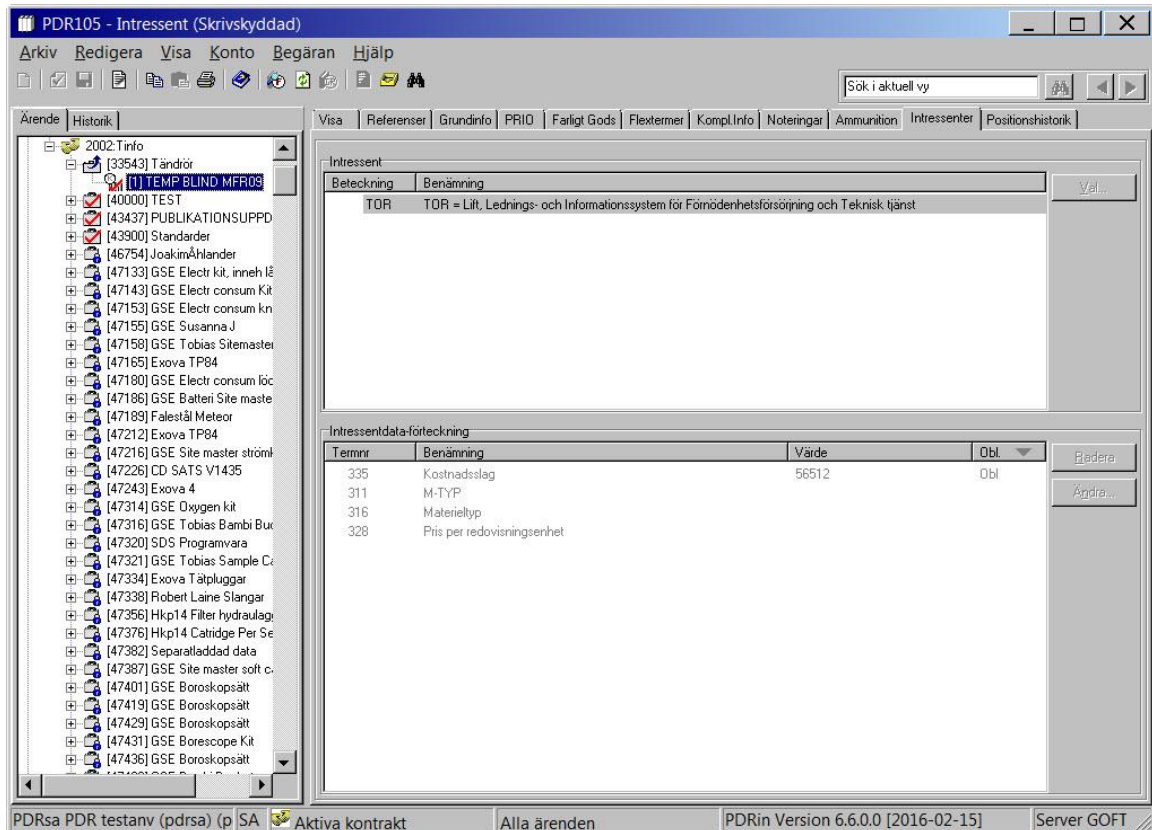 PDR105 - Intressent (Skrivskyddad)
Arkiv Redigera Visa Konto Begäran Hjälp
Sök i aktuell vy
Ärende Historik
Visa Referenser Grundinfo PRIO Farligt Gods Flextermer Kompl.Info Noteringar Ammunition Intressenter Positionshistorik
2002:Tinfo
[33543] Tändrör
[1] TEMP BLIND MFR09
[40000] TEST
[43437] PUBLIKATIONSUPPD
[43900] Standarder
[46754] JoakimÅhlander
[47133] GSE Electr kit, inneh lå
[47143] GSE Electr consum Kit
[47153] GSE Electr consum kn
[47155] GSE Susanna J
[47158] GSE Tobias Sitemaster
[47165] Exova TP84
[47180] GSE Electr consum löd
[47186] GSE Batteri Site maste
[47189] Falestål Meteor
[47212] Exova TP84
[47216] GSE Site master strömk
[47226] CD SATS V1435
[47243] Exova 4
[47314] GSE Oxygen kit
[47316] GSE Tobias Bambi Buc
[47320] SDS Programvara
[47321] GSE Tobias Sample Ca
[47334] Exova Tätpluggar
[47338] Robert Laine Slangar
[47356] Hkp14 Filter hydraulagg
[47376] Hkp14 Catridge Per Se
[47382] Separatladdad data
[47387] GSE Site master soft c
[47401] GSE Boroskopsätt
[47419] GSE Boroskopsätt
[47429] GSE Boroskopsätt
[47431] GSE Borescope Kit
[47436] GSE Boroskopsätt
Intressent
Beteckning Benämning
Val...
TOR TOR = Lift, Lednings- och Informationssystem för Förnödenhetsförsörjning och Teknisk tjänst
Intressentdata-förteckning
Termnr Benämning Värde Obl.
Radera
335 Kostnadsslag 56512 Obl
Ändra...
311 M-TYP
316 Materieltyp
328 Pris per redovisningsenhet
PDRsa PDR testanv (pdrsa) (p SA Aktiva kontrakt Alla ärenden PDRin Version 6.6.0.0 [2016-02-15] Server GOFT